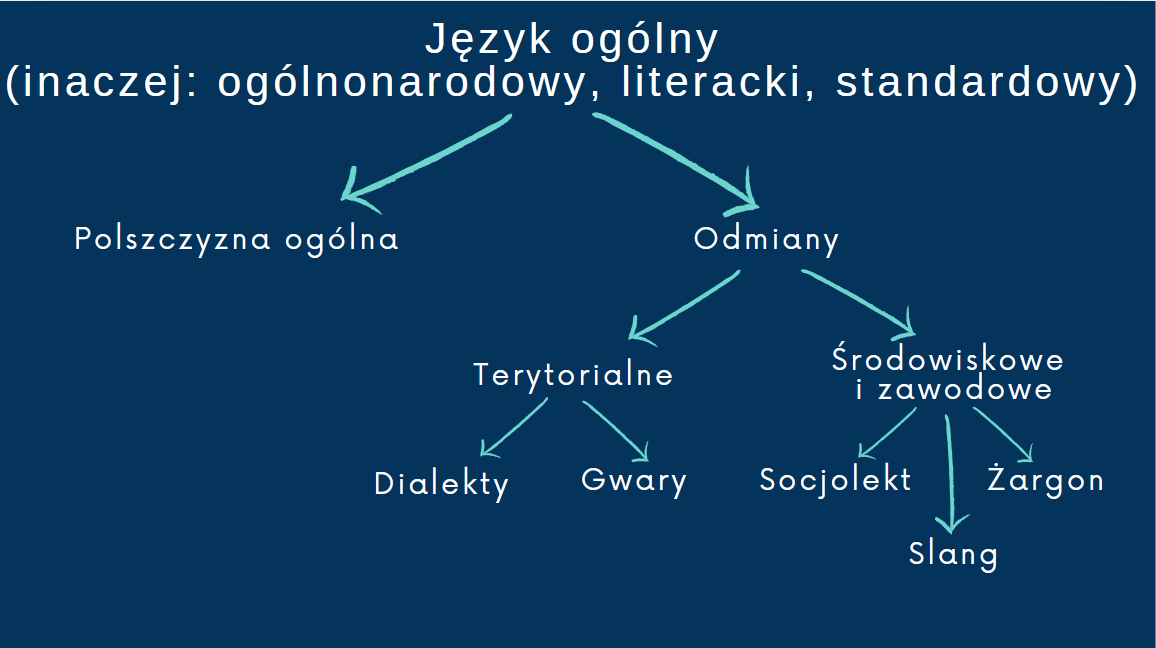 Język ogólny
(inaczej: ogólnonarodowy, literacki, standardowy)
Polszczyzna ogólna
Odmiany
Terytorialne
Środowiskowe
i zawodowe
Dialekty
Gwary
Socjolekt
Żargon
Slang